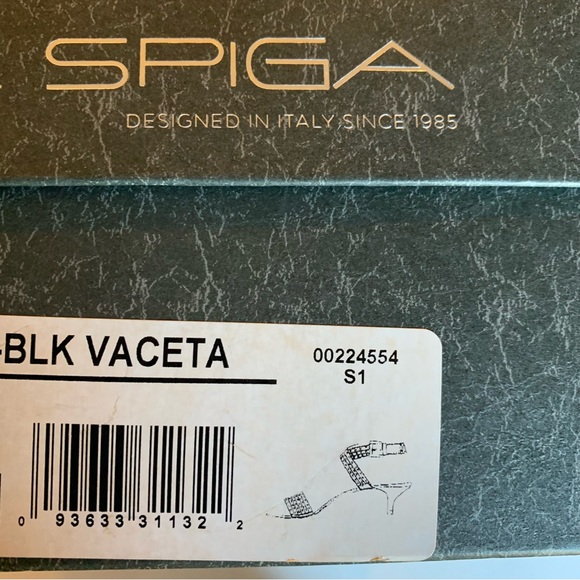 SPIGA
DESIGNED IN ITALY SINCE 1985
-BLK VACETA
00224554
S1
0 93633 31132 2